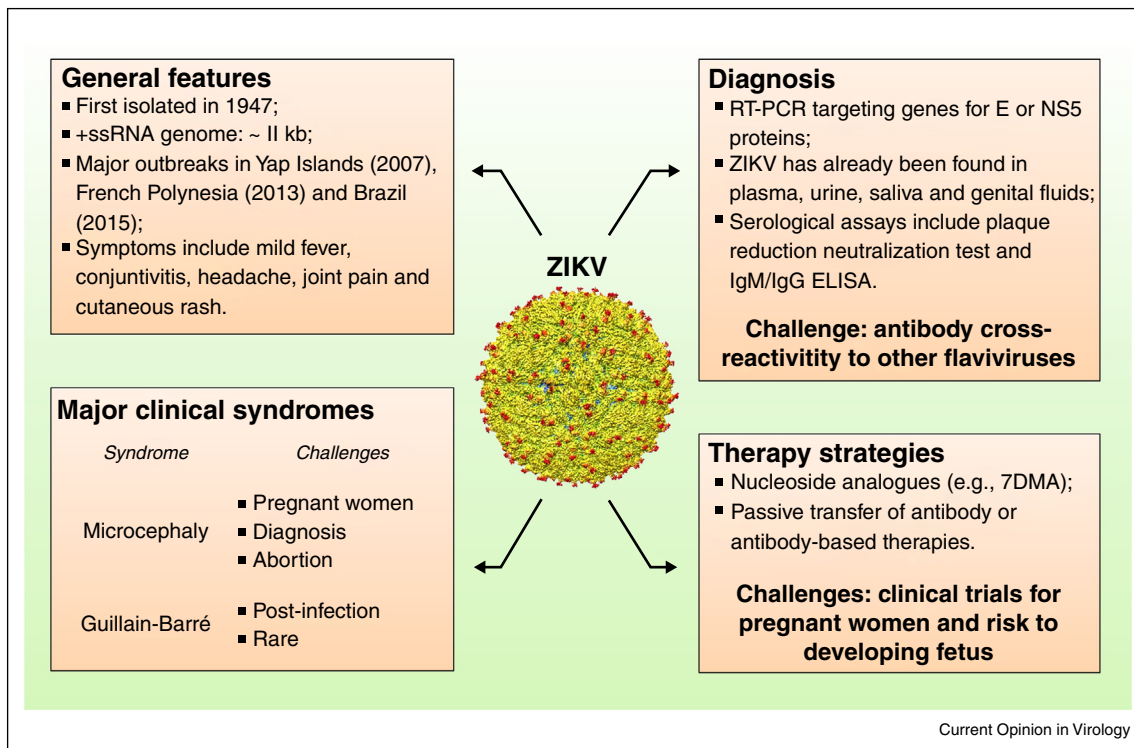 General features
▪ First isolated in 1947;
▪ +ssRNA genome: ~ II kb;
▪ Major outbreaks in Yap Islands (2007),
French Polynesia (2013) and Brazil
(2015);
▪ Symptoms include mild fever,
conjuntivitis, headache, joint pain and
cutaneous rash.
Diagnosis
▪ RT-PCR targeting genes for E or NS5
proteins;
▪ ZIKV has already been found in
plasma, urine, saliva and genital fluids;
▪ Serological assays include plaque
reduction neutralization test and
IgM/IgG ELISA.
Challenge: antibody cross-
reactivitity to other flaviviruses
ZIKV
Major clinical syndromes
Syndrome Challenges
Microcephaly
▪ Pregnant women
▪ Diagnosis
▪ Abortion
Guillain-Barré
▪ Post-infection
▪ Rare
Therapy strategies
▪ Nucleoside analogues (e.g., 7DMA);
▪ Passive transfer of antibody or
antibody-based therapies.
Challenges: clinical trials for
pregnant women and risk to
developing fetus
Current Opinion in Virology